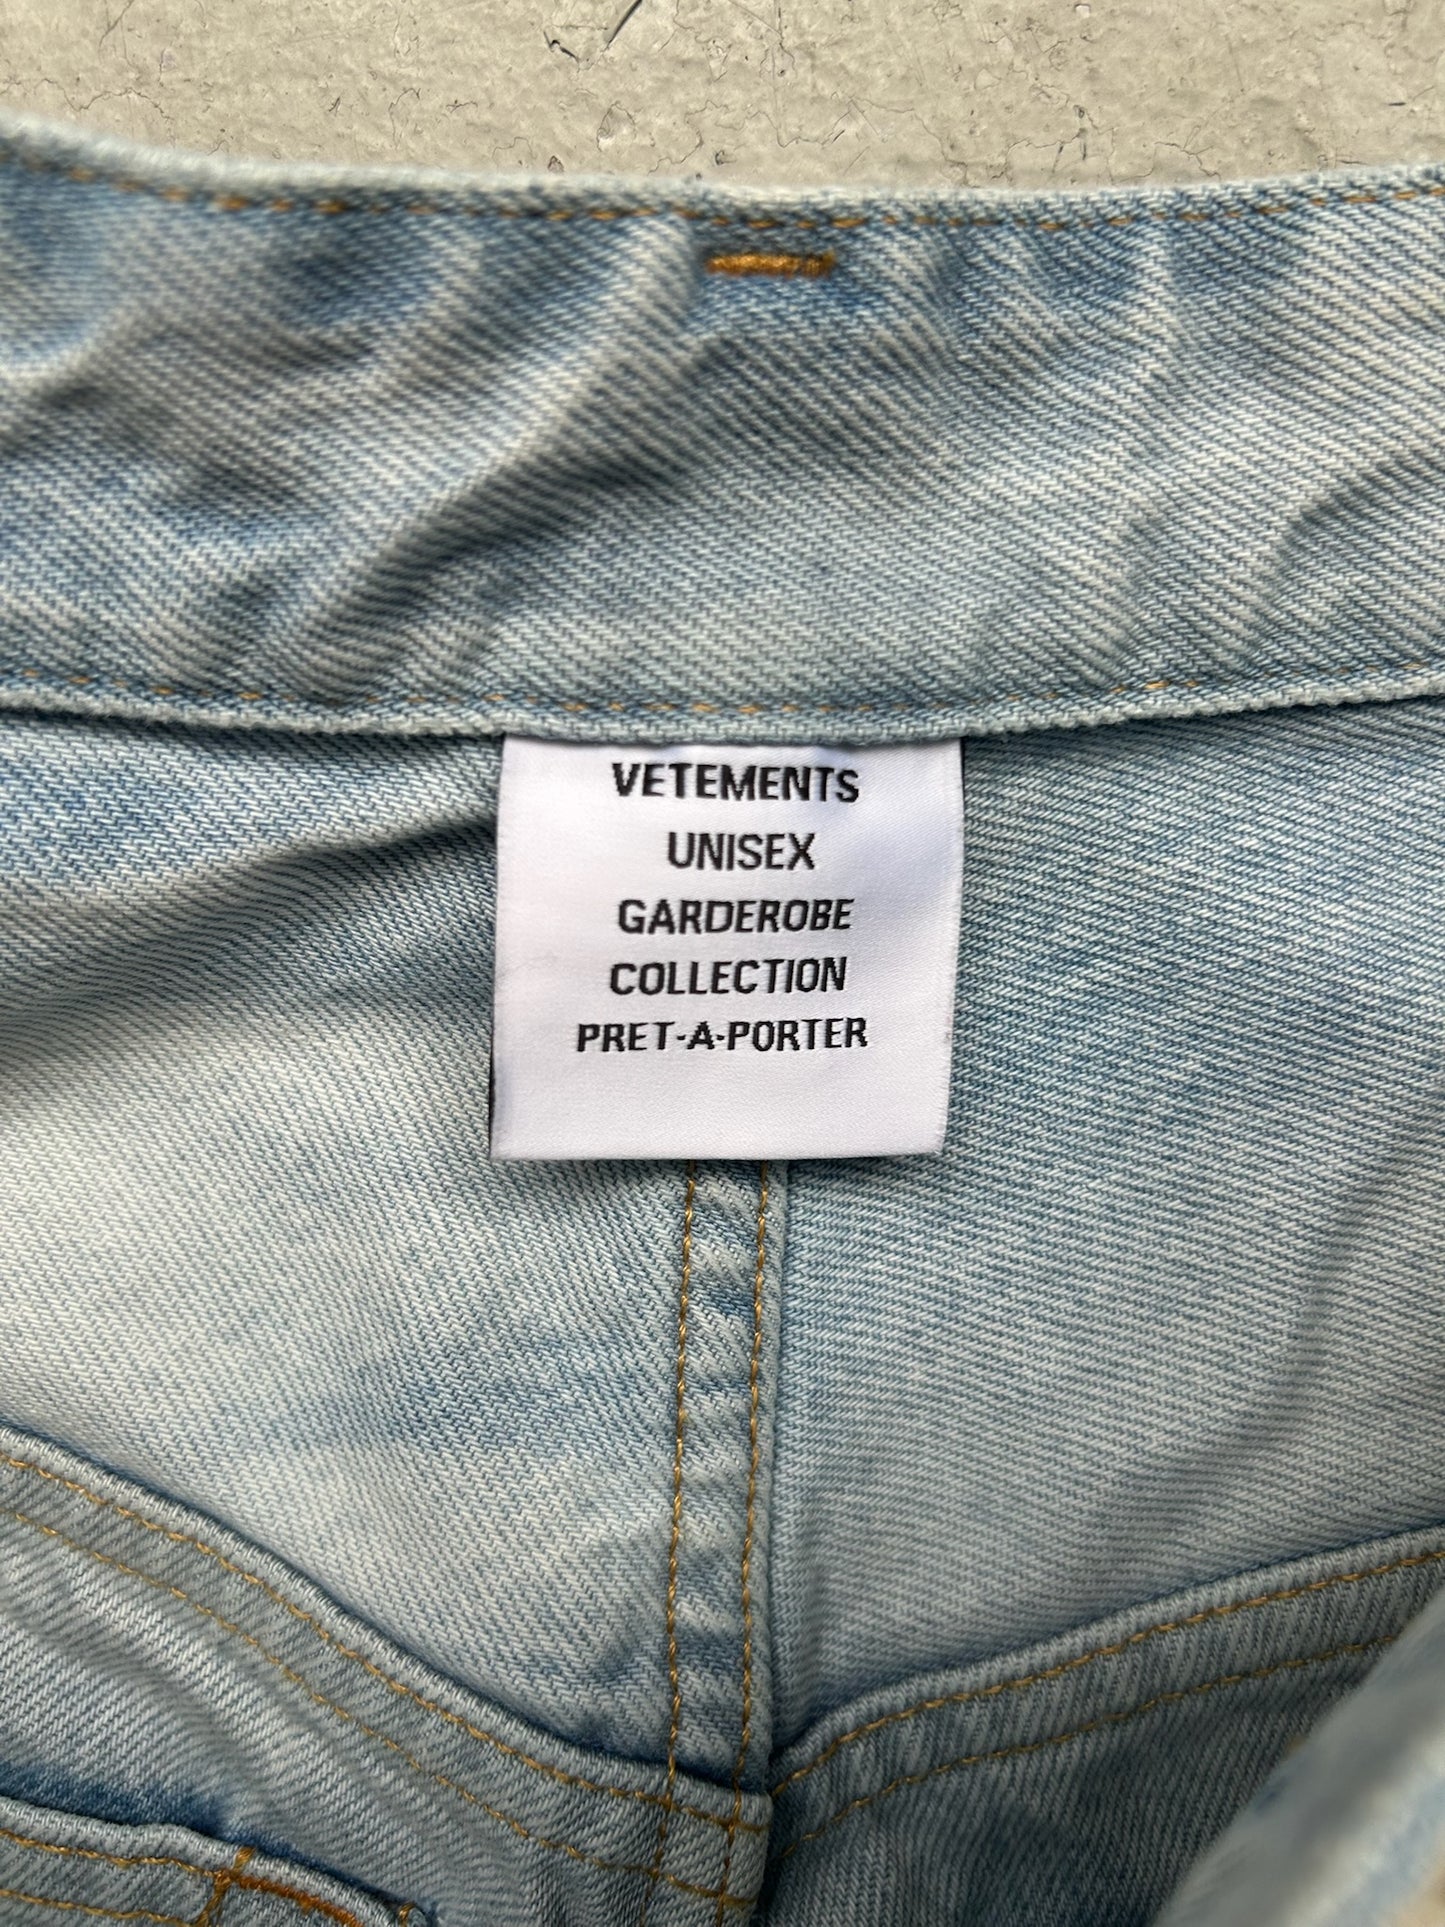 VETEMENTS
UNISEX
GARDEROBE
COLLECTION
PRET-A-PORTER